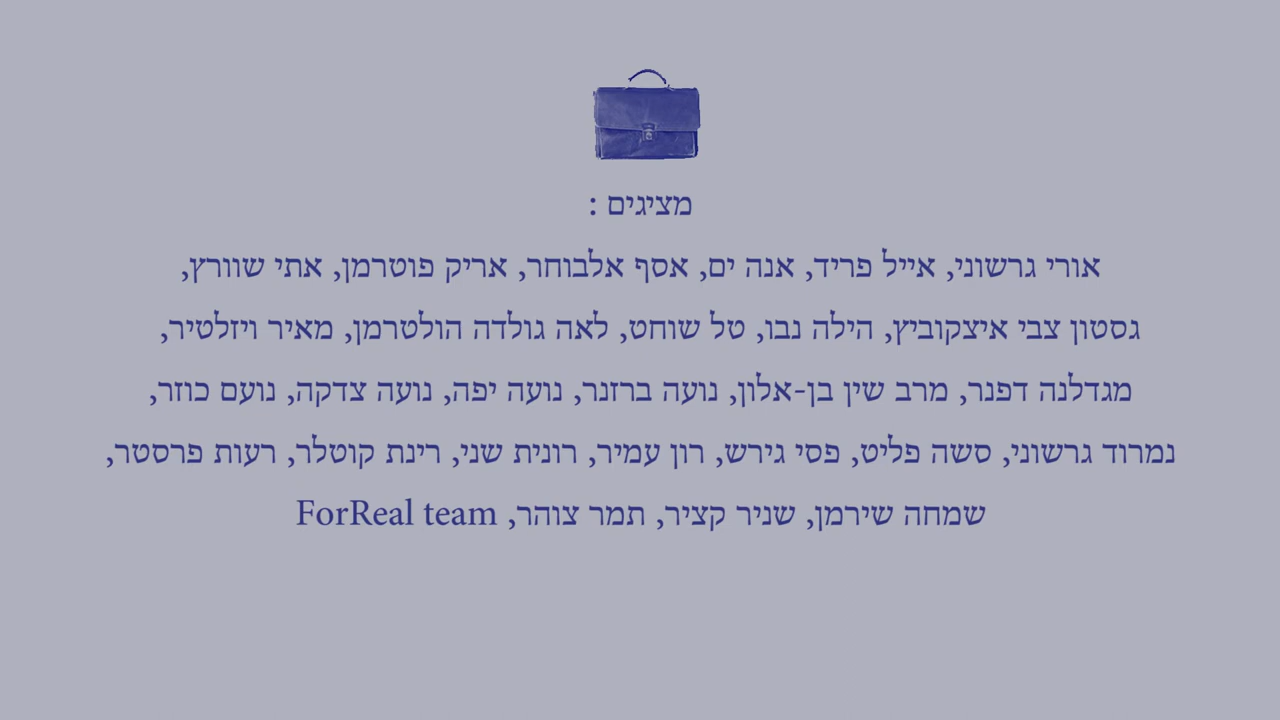 מציגים :
אורי גרשוני, אייל פריד, אנה ים, אסף אלבוחר, אריק פוטרמן, אתי שוורץ,
גסטון צבי איצקוביץ, הילה נבו, טל שוחט, לאה גולדה הולטרמן, מאיר ויזלטיר,
מגדלנה דפנר, מרב שין בן-אלון, נועה ברזנר, נועה יפה, נועה צדקה, נועם כוזר,
נמרוד גרשוני, סשה פליט, פסי גירש, רון עמיר, רונית שני, רינת קוטלר, רעות פרסטר,
שמחה שירמן, שניר קציר, תמר צוהר, ForReal team